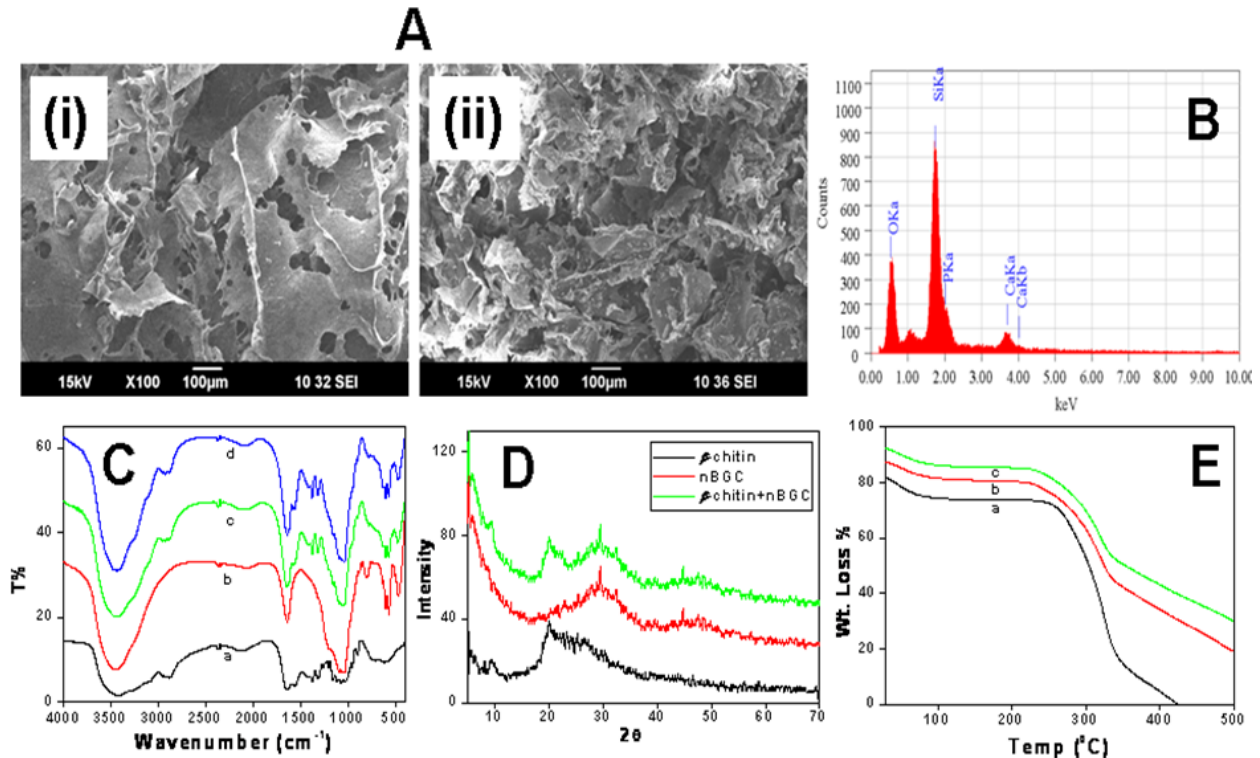 A
(i)
15kV X100 100µm 10 32 SEI
(ii)
15kV X100 100µm 10 36 SEI
B
Counts
1100
1000
900
800
700
600
500
400
300
200
100
0
OKa
SiKa
PKa
CaKa
CaKb
0.00 1.00 2.00 3.00 4.00 5.00 6.00 7.00 8.00 9.00 10.00
keV
C
T%
60
40
20
0
d
c
b
a
4000 3500 3000 2500 2000 1500 1000 500
Wavenumber (cm⁻¹)
D
Intensity
120
80
40
0
β-chitin
nBGC
β-chitin+nBGC
10 20 30 40 50 60 70
2θ
E
Wt. Loss %
100
80
60
40
20
0
c
b
a
100 200 300 400 500
Temp (⁰C)